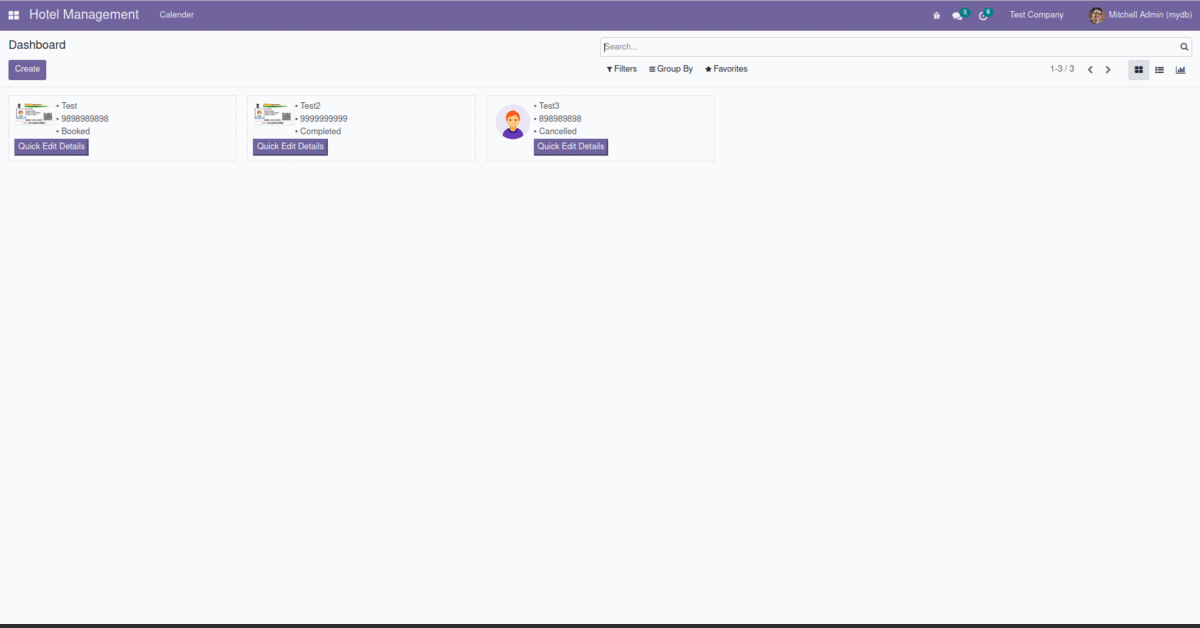 Hotel Management Calender 5 8 Test Company Mitchell Admin (mydb)
Dashboard
Search...
Create
Filters Group By Favorites 1-3 / 3
• Test
• 9898989898
• Booked
Quick Edit Details
• Test2
• 9999999999
• Completed
Quick Edit Details
• Test3
• 898989898
• Cancelled
Quick Edit Details